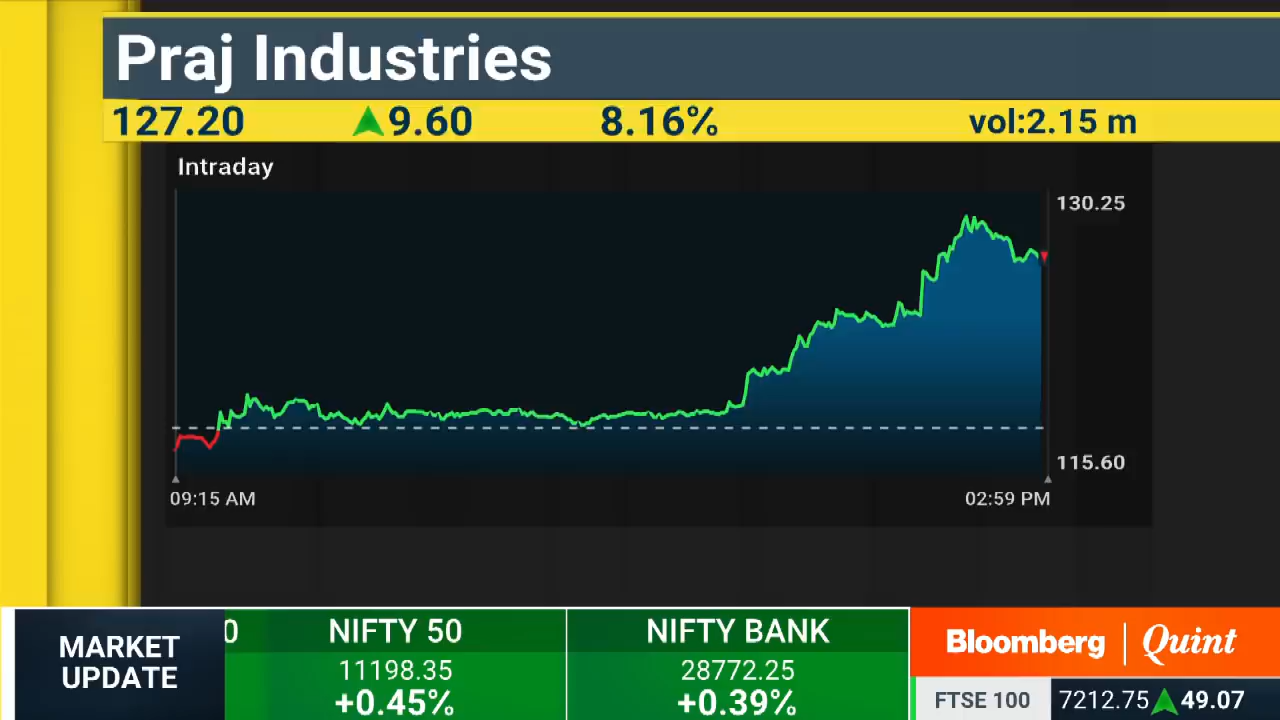 Praj Industries
127.20 ▲ 9.60 8.16% vol:2.15 m
Intraday
130.25
115.60
09:15 AM 02:59 PM
MARKET UPDATE
0
NIFTY 50
11198.35
+0.45%
NIFTY BANK
28772.25
+0.39%
Bloomberg | Quint
FTSE 100 7212.75 ▲ 49.07